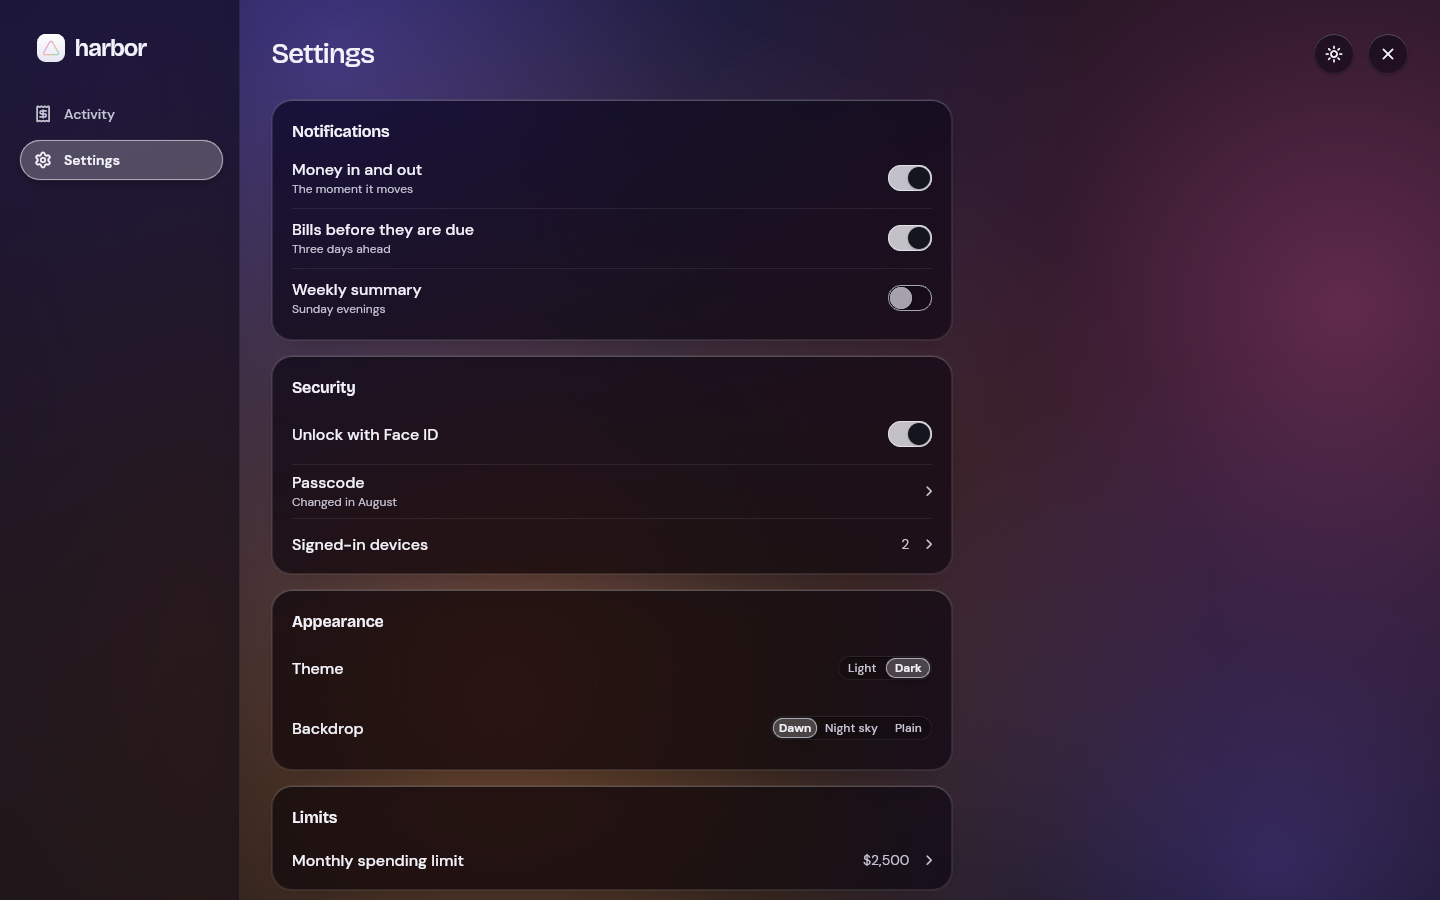 harbor
Activity
Settings
Settings
Notifications
Money in and out
The moment it moves
Bills before they are due
Three days ahead
Weekly summary
Sunday evenings
Security
Unlock with Face ID
Passcode
Changed in August
Signed-in devices
2
Appearance
Theme
Light
Dark
Backdrop
Dawn
Night sky
Plain
Limits
Monthly spending limit
$2,500